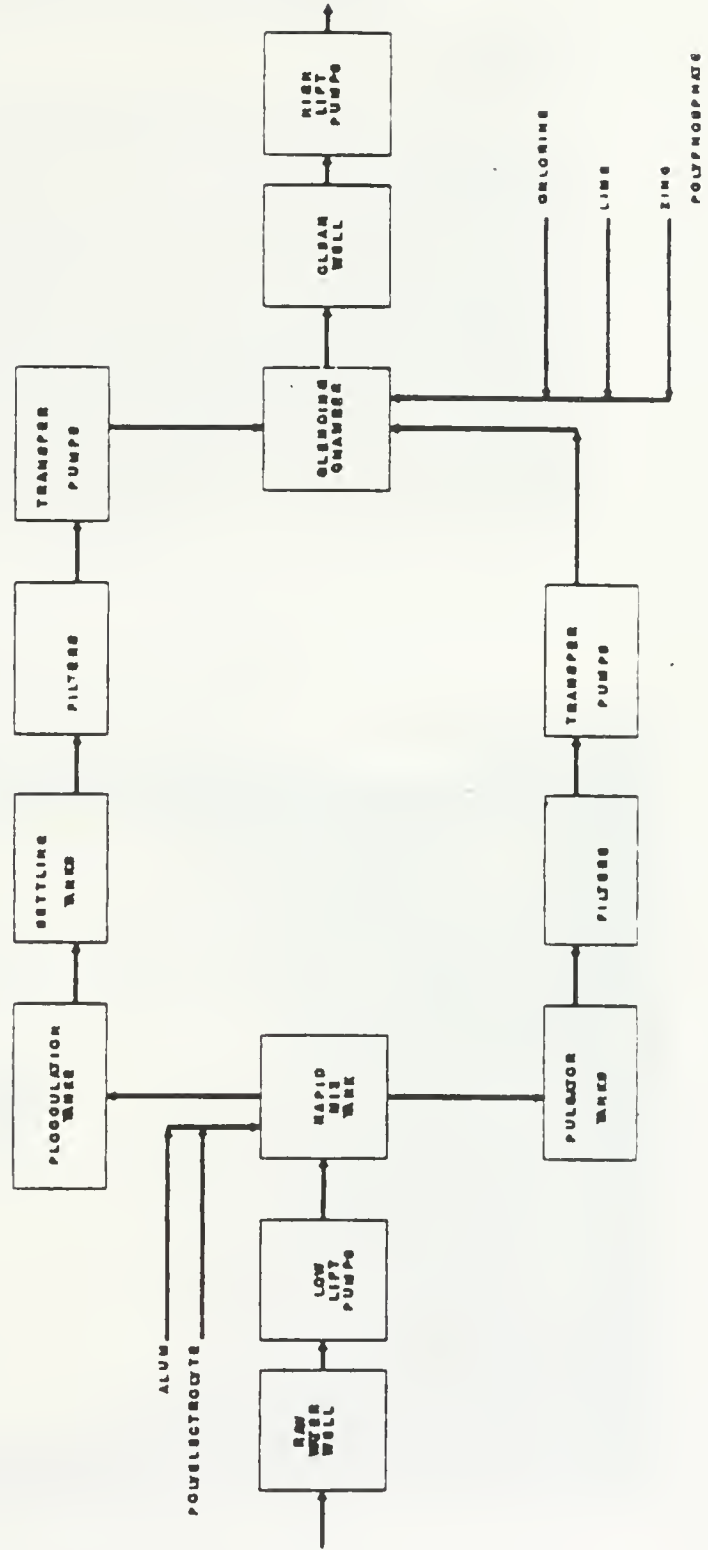 RAW
WATER
WELL
LOW
LIFT
PUMPS
RAPID
MIX
TANK
ALUM
POLYELECTROLYTE
FLOCCULATION
TANKS
SETTLING
TANKS
FILTERS
TRANSFER
PUMPS
PULSATOR
TANKS
FILTERS
TRANSFER
PUMPS
BLENDING
CHAMBER
CLEAR
WELL
HIGH
LIFT
PUMPS
CHLORINE
LIME
ZINC
POLYPHOSPHATE